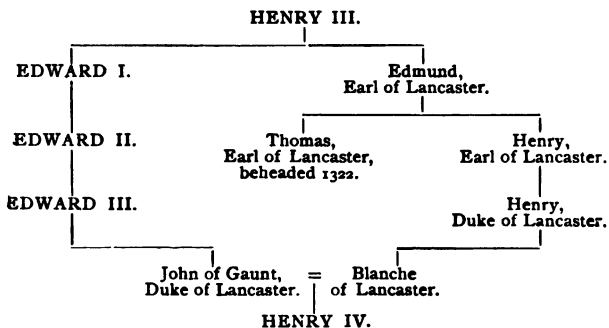 HENRY III.
EDWARD I.
Edmund,
Earl of Lancaster.
EDWARD II.
Thomas,
Earl of Lancaster,
beheaded 1322.
Henry,
Earl of Lancaster.
EDWARD III.
Henry,
Duke of Lancaster.
John of Gaunt,
Duke of Lancaster.
=
Blanche
of Lancaster.
HENRY IV.